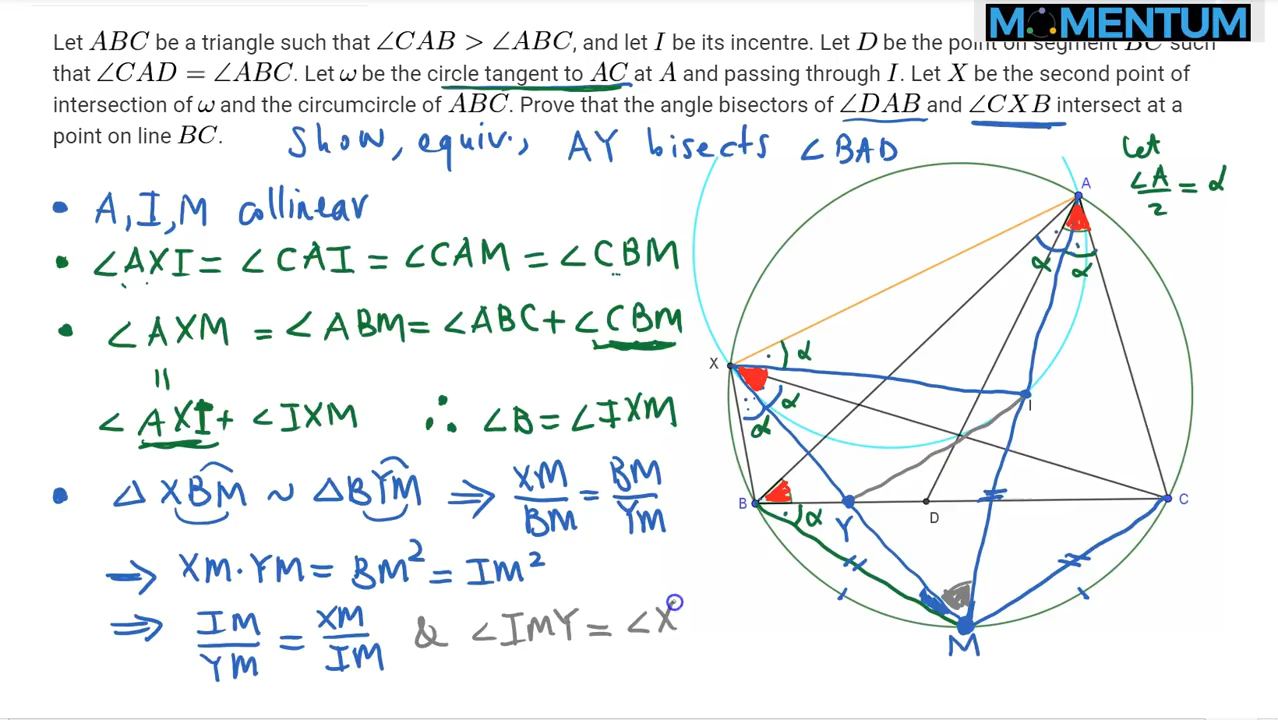 MOMENTUM
Let ABC be a triangle such that ∠CAB > ∠ABC, and let I be its incentre. Let D be the point on segment BC such
that ∠CAD = ∠ABC. Let ω be the circle tangent to AC at A and passing through I. Let X be the second point of
intersection of ω and the circumcircle of ABC. Prove that the angle bisectors of ∠DAB and ∠CXB intersect at a
point on line BC.
Show, equiv., AY bisects ∠BAD
Let
∠A/2 = α
• A, I, M collinear
• ∠AXI = ∠CAI = ∠CAM = ∠CBM
• ∠AXM = ∠ABM = ∠ABC + ∠CBM
=
∠AXI + ∠IXM ∴ ∠B = ∠IXM
• △XBM ~ △BYM ⇒ XM/BM = BM/YM
⇒ XM·YM = BM² = IM²
⇒ IM/YM = XM/IM & ∠IMY = ∠X
A
α α
X α
α
α
I
B α Y D C
M